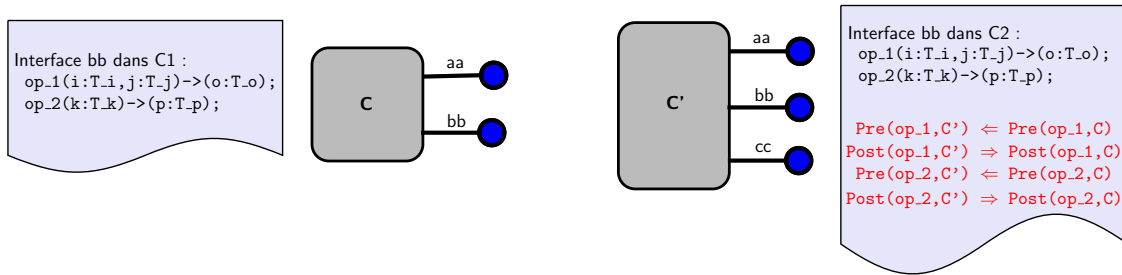 Interface bb dans C1 :
op_1(i:T_i,j:T_j)->(o:T_o);
op_2(k:T_k)->(p:T_p);
C
aa
bb
C'
aa
bb
cc
Interface bb dans C2 :
op_1(i:T_i,j:T_j)->(o:T_o);
op_2(k:T_k)->(p:T_p);
Pre(op_1,C') ⇐ Pre(op_1,C)
Post(op_1,C') ⇒ Post(op_1,C)
Pre(op_2,C') ⇐ Pre(op_2,C)
Post(op_2,C') ⇒ Post(op_2,C)